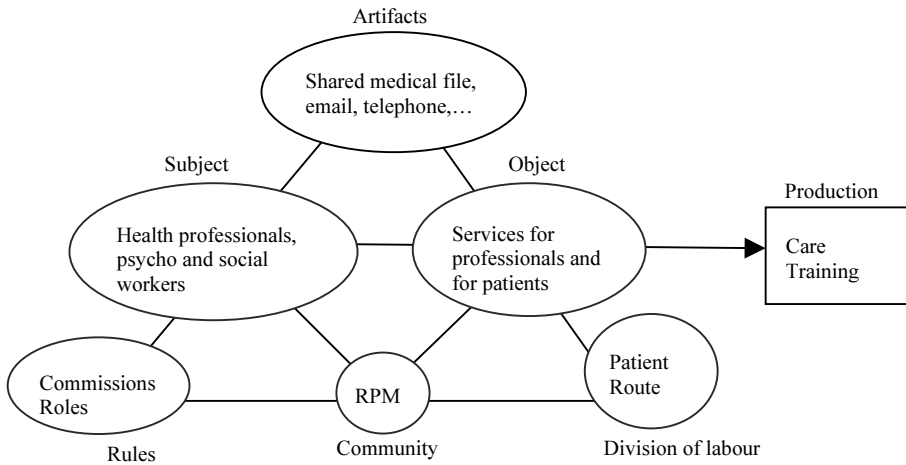 Artifacts
Shared medical file,
email, telephone,…
Subject
Object
Health professionals,
psycho and social
workers
Services for
professionals and
for patients
Production
Care
Training
Commissions
Roles
RPM
Patient
Route
Rules
Community
Division of labour